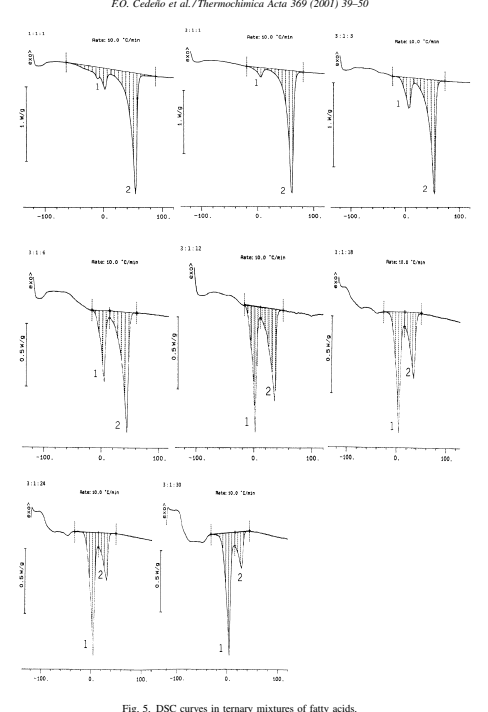 F.O. Cedeño et al. / Thermochimica Acta 369 (2001) 39–50
1:1:1
Rate: 10.0 °C/min
^exo
1. W/g
1
2
-100. 0. 100.
3:1:1
Rate: 10.0 °C/min
^exo
1. W/g
1
2
-100. 0. 100.
3:1:3
Rate: 10.0 °C/min
^exo
1. W/g
1
2
-100. 0. 100.
3:1:6
Rate: 10.0 °C/min
^exo
0.5 W/g
1
2
-100. 0. 100.
3:1:12
Rate: 10.0 °C/min
^exo
0.5 W/g
1
2
-100. 0. 100.
3:1:18
Rate: 10.0 °C/min
^exo
0.5 W/g
1
2
-100. 0. 100.
3:1:24
Rate: 10.0 °C/min
^exo
0.5 W/g
1
2
-100. 0. 100.
Rate: 10.0 °C/min
^exo
0.5 W/g
1
2
-100. 0. 100.
Fig. 5. DSC curves in ternary mixtures of fatty acids.